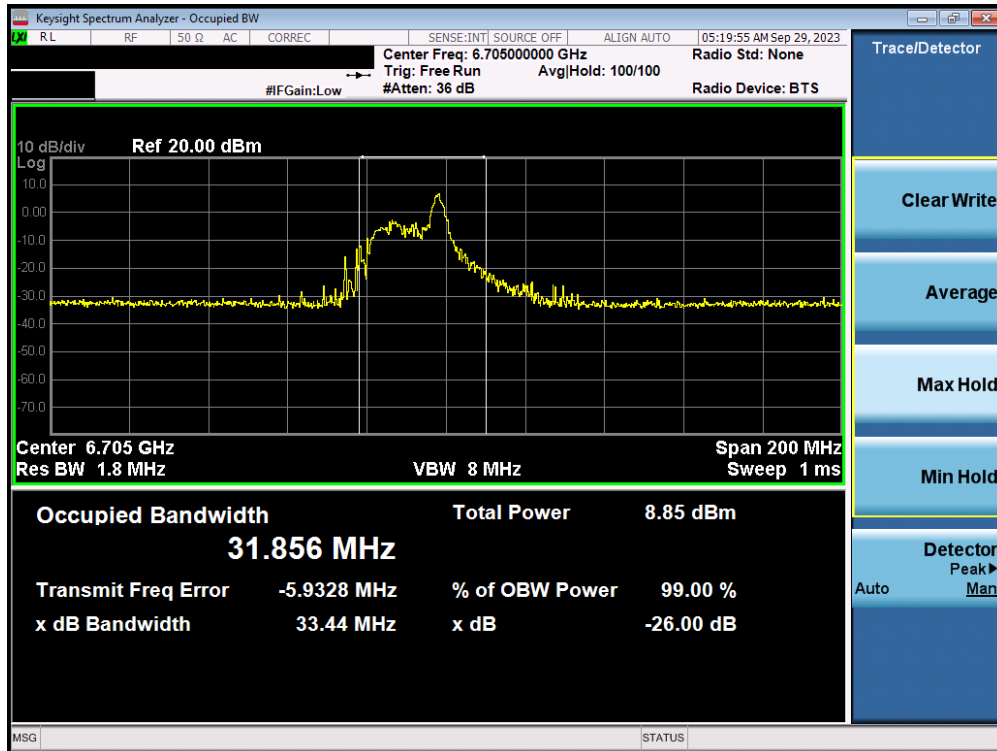 Keysight Spectrum Analyzer - Occupied BW
LXI RL RF 50 Ω AC CORREC SENSE:INT SOURCE OFF ALIGN AUTO 05:19:55 AM Sep 29, 2023
Center Freq: 6.705000000 GHz Radio Std: None
Trig: Free Run Avg|Hold: 100/100
#IFGain:Low #Atten: 36 dB Radio Device: BTS
Trace/Detector
10 dB/div Ref 20.00 dBm
Log
10.0
0.00
-10.0
-20.0
-30.0
-40.0
-50.0
-60.0
-70.0
Center 6.705 GHz Span 200 MHz
Res BW 1.8 MHz VBW 8 MHz Sweep 1 ms
Occupied Bandwidth Total Power 8.85 dBm
31.856 MHz
Transmit Freq Error -5.9328 MHz % of OBW Power 99.00 %
x dB Bandwidth 33.44 MHz x dB -26.00 dB
Clear Write
Average
Max Hold
Min Hold
Detector
Peak▶
Auto Man
MSG STATUS